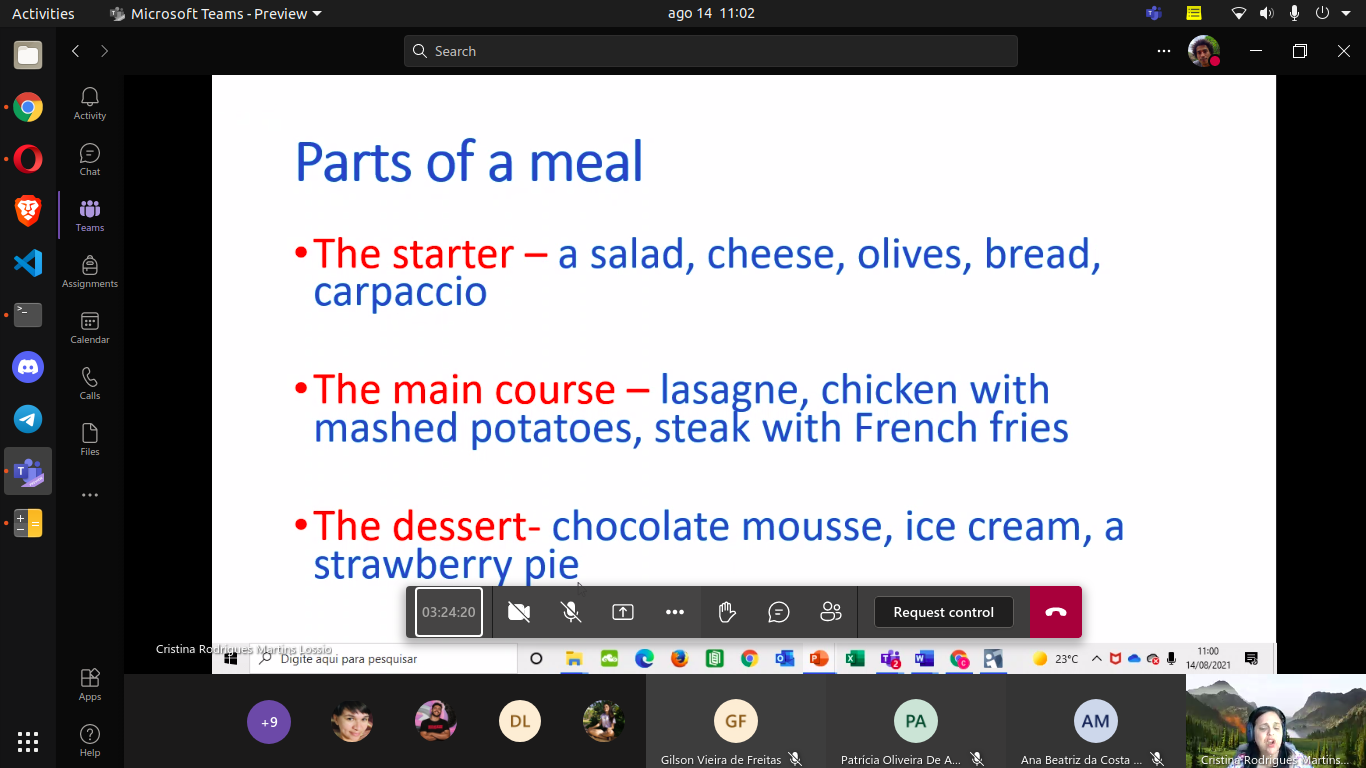 Activities
Microsoft Teams - Preview
ago 14 11:02
Search
Activity
Chat
Teams
Assignments
Calendar
Calls
Files
Apps
Help
Parts of a meal
•The starter – a salad, cheese, olives, bread,
carpaccio
•The main course – lasagne, chicken with
mashed potatoes, steak with French fries
•The dessert- chocolate mousse, ice cream, a
strawberry pie
03:24:20
Request control
Cristina Rodrigues Martins Lossio
Digite aqui para pesquisar
2
23°C
11:00
14/08/2021
+9
DL
GF
PA
AM
Gilson Vieira de Freitas
Patrícia Oliveira De A...
Ana Beatriz da Costa ...
Cristina Rodrigues Martins...